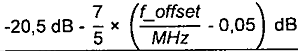 -20,5 dB - 7/5 × (f_offset/MHz - 0,05) dB